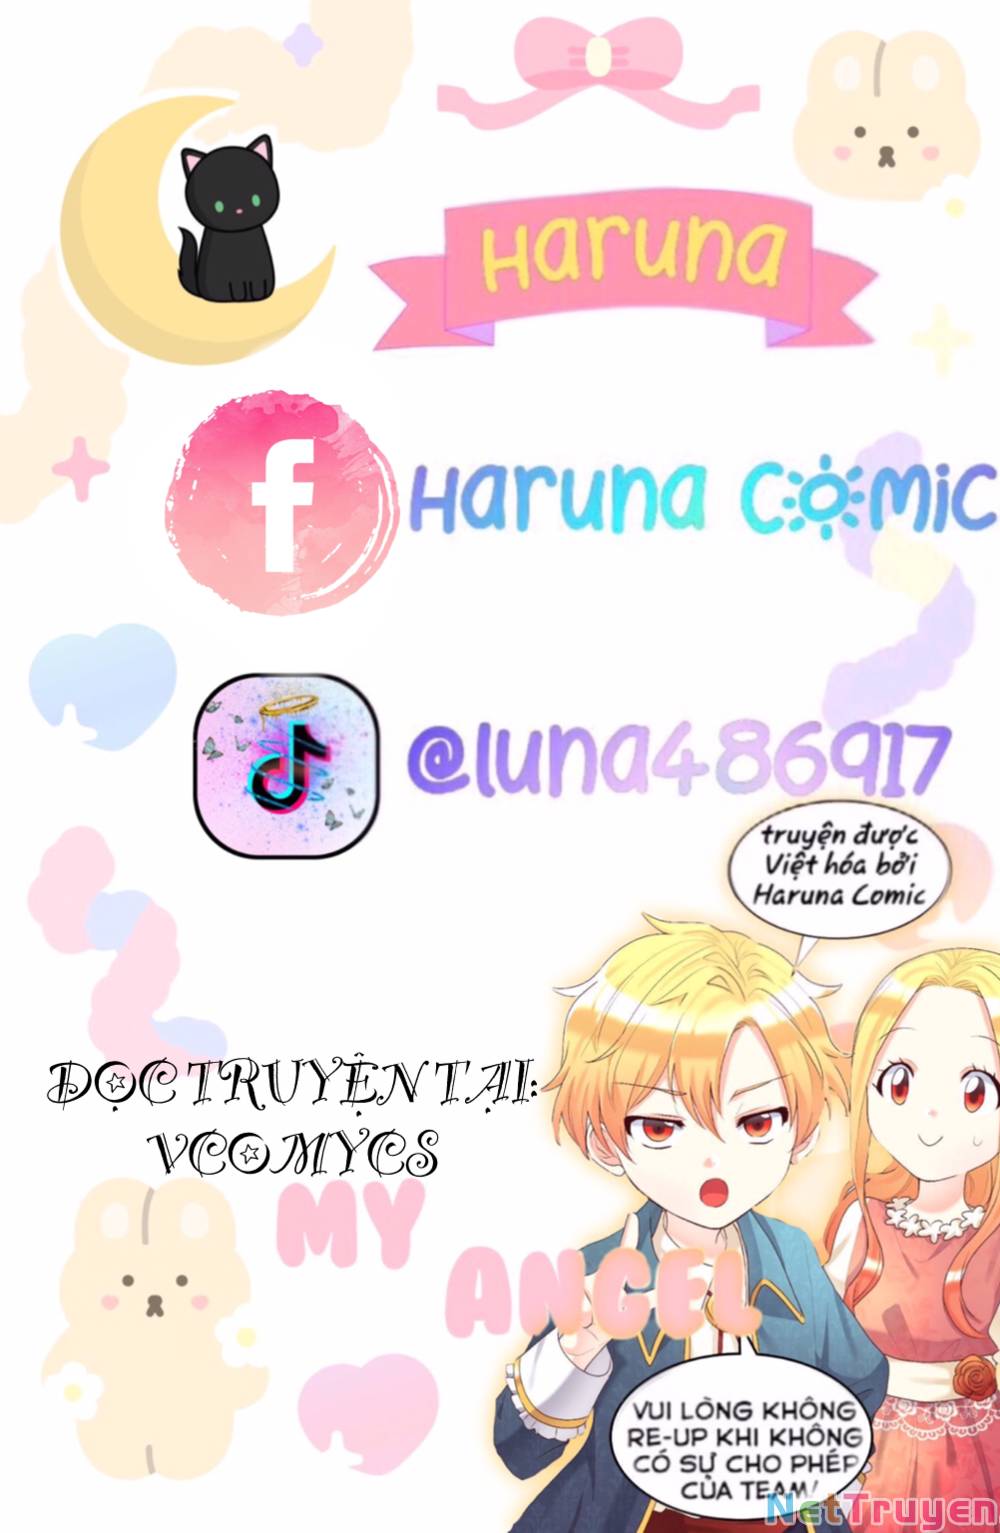 Haruna
f
Haruna Comic
@luna486917
truyện được
Việt hóa bởi
Haruna Comic
ĐỌC TRUYỆN TẠI:
VCOMYCS
MY
ANGEL
VUI LÒNG KHÔNG
RE-UP KHI KHÔNG
CÓ SỰ CHO PHÉP
CỦA TEAM!
NetTruyen